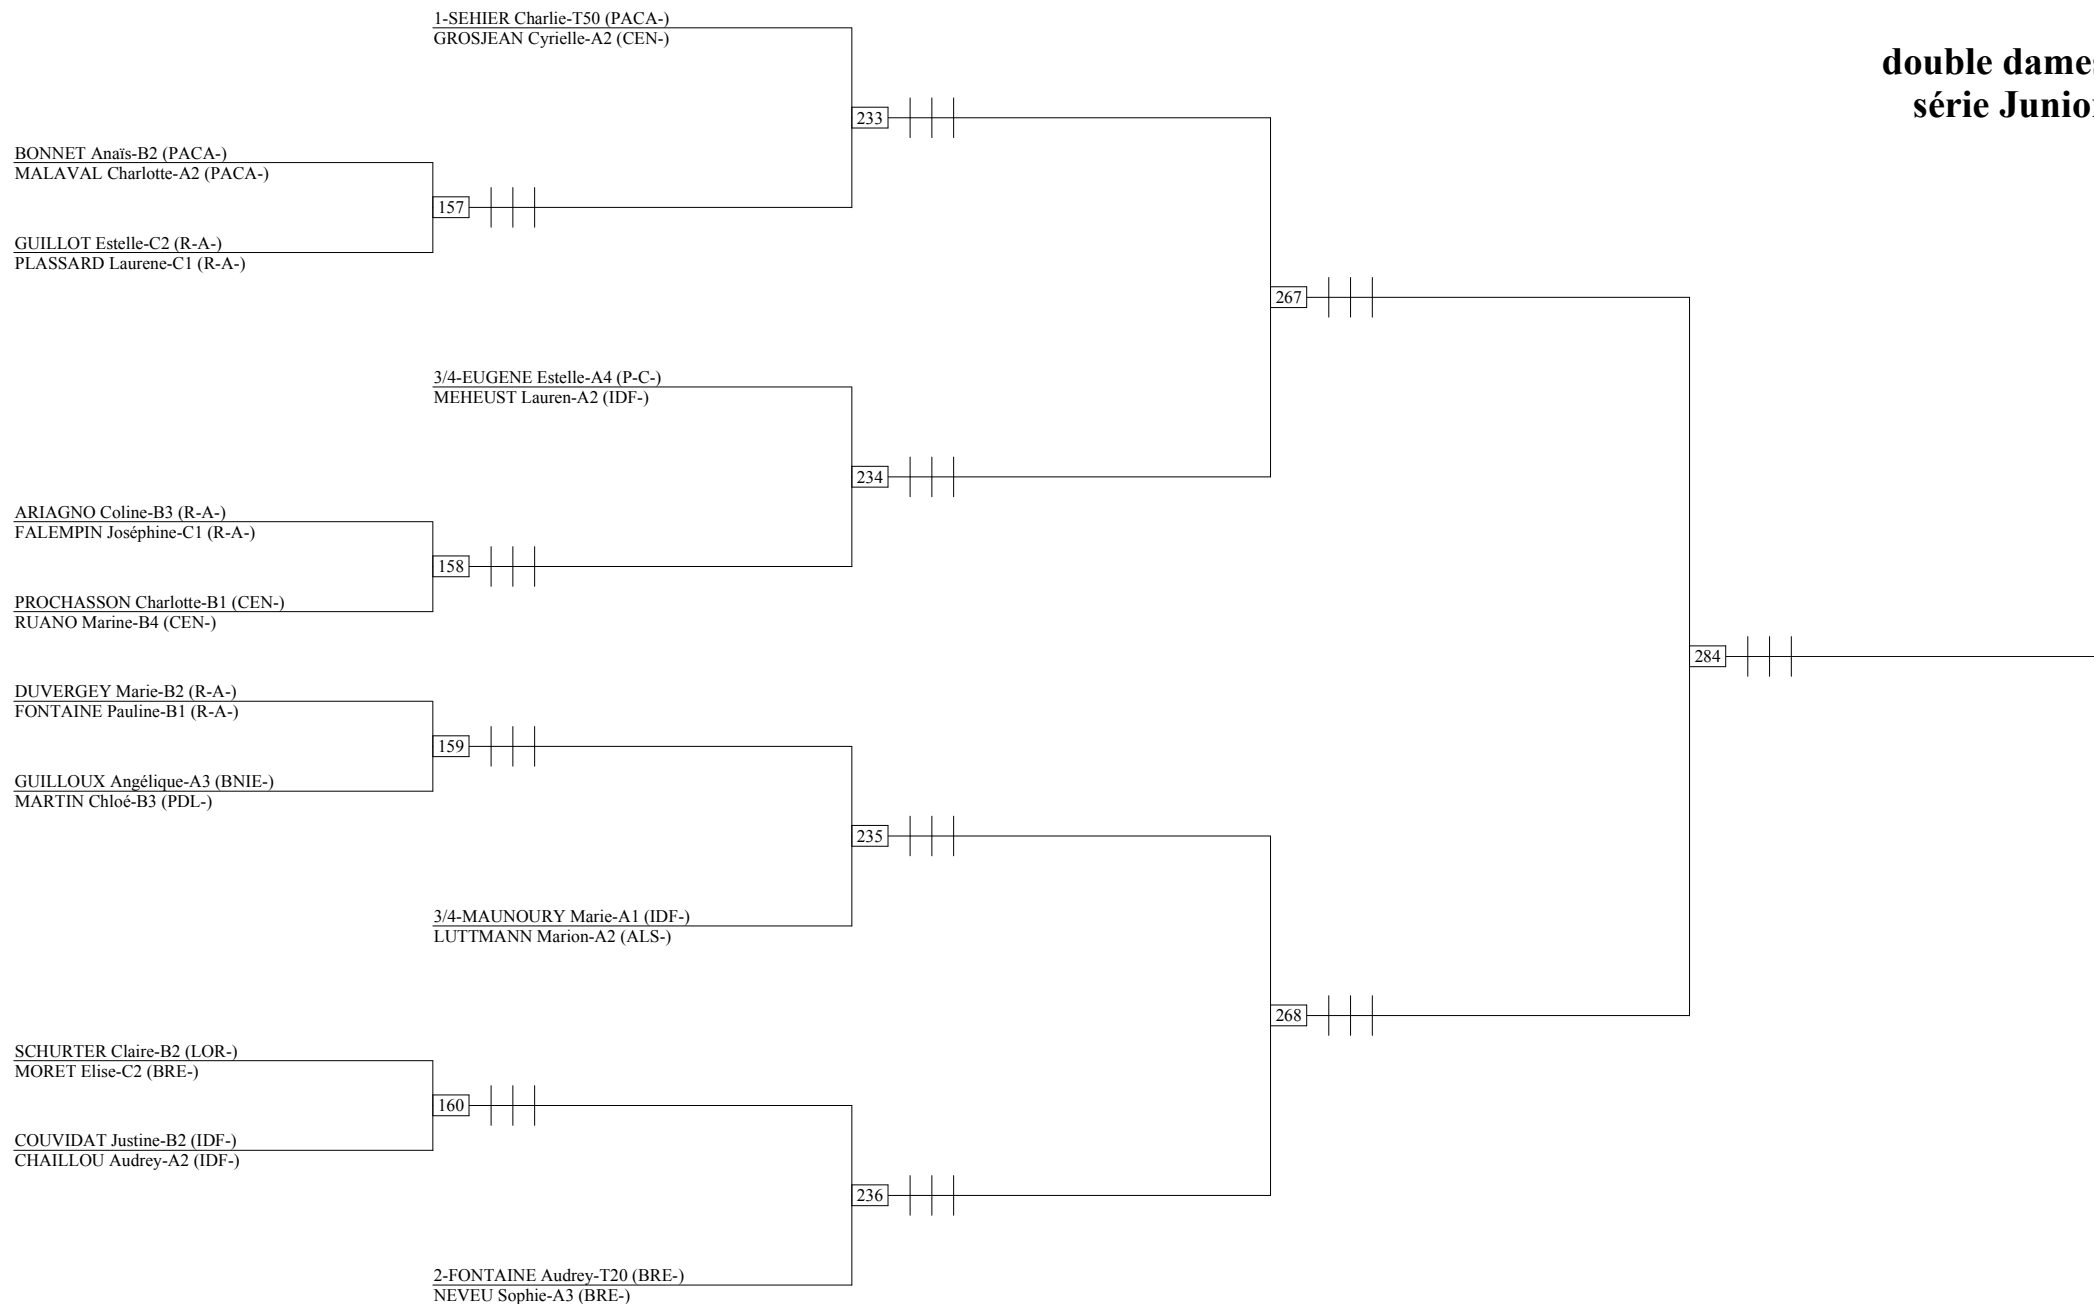 1-SEHIER Charlie-T50 (PACA-)
GROSJEAN Cyrielle-A2 (CEN-)
double dames
série Junior
233
BONNET Anaïs-B2 (PACA-)
MALAVAL Charlotte-A2 (PACA-)
157
GUILLOT Estelle-C2 (R-A-)
PLASSARD Laurene-C1 (R-A-)
267
3/4-EUGENE Estelle-A4 (P-C-)
MEHEUST Lauren-A2 (IDF-)
234
ARIAGNO Coline-B3 (R-A-)
FALEMPIN Joséphine-C1 (R-A-)
158
PROCHASSON Charlotte-B1 (CEN-)
RUANO Marine-B4 (CEN-)
284
DUVERGEY Marie-B2 (R-A-)
FONTAINE Pauline-B1 (R-A-)
159
GUILLOUX Angélique-A3 (BNIE-)
MARTIN Chloé-B3 (PDL-)
235
3/4-MAUNOURY Marie-A1 (IDF-)
LUTTMANN Marion-A2 (ALS-)
268
SCHURTER Claire-B2 (LOR-)
MORET Elise-C2 (BRE-)
160
COUVIDAT Justine-B2 (IDF-)
CHAILLOU Audrey-A2 (IDF-)
236
2-FONTAINE Audrey-T20 (BRE-)
NEVEU Sophie-A3 (BRE-)